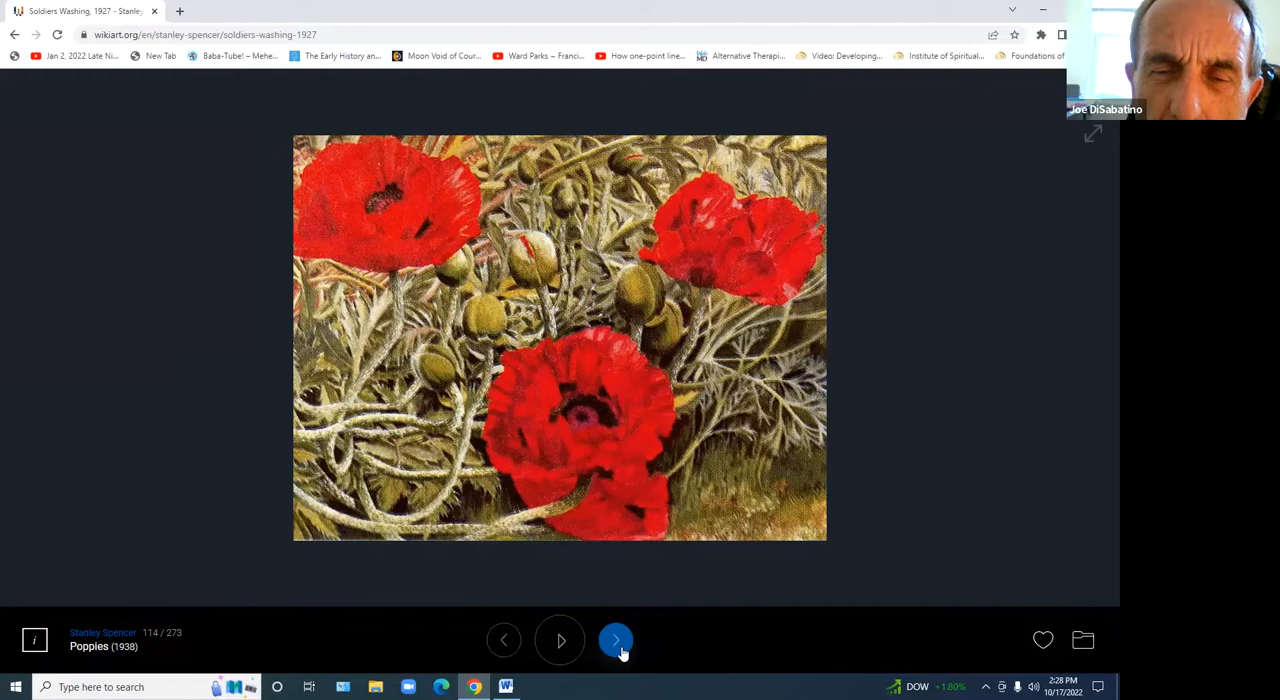 Soldiers Washing, 1927 - Stanley
wikiart.org/en/stanley-spencer/soldiers-washing-1927
Jan 2, 2022 Late Ni... New Tab Baba-Tube! – Mehe... The Early History an... Moon Void of Cour... Ward Parks – Franci... How one-point line... Alternative Therapi... Video: Developing... Institute of Spiritual... Foundations of
Joe DiSabatino
Stanley Spencer 114 / 273
Poppies (1938)
Type here to search
DOW +1.80%
2:28 PM
10/17/2022